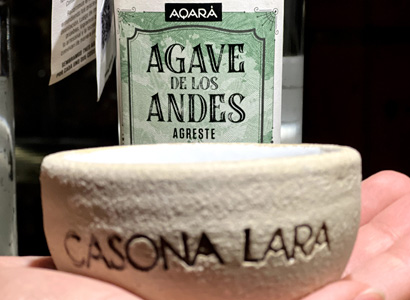 AQARÁ
AGAVE
DE LOS
ANDES
AGRESTE
CASONA LARA